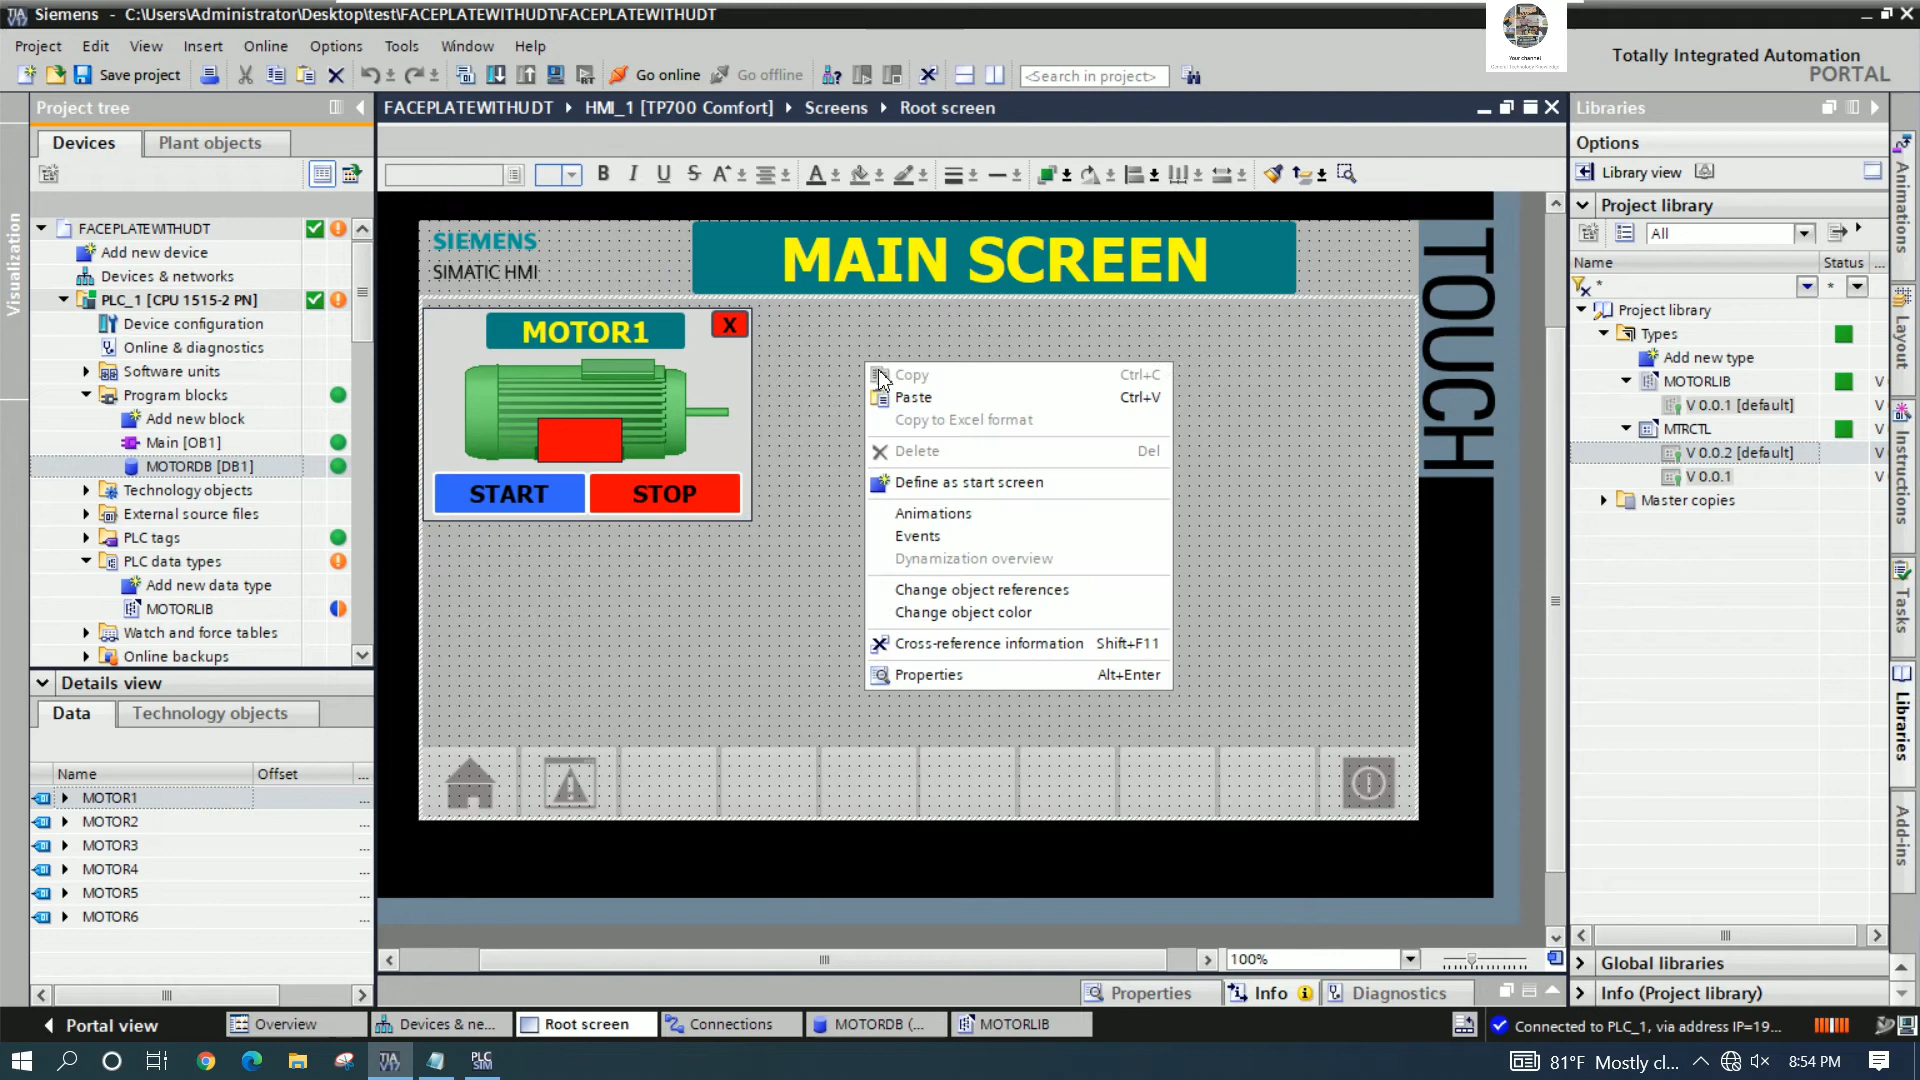 Siemens - C:\Users\Administrator\Desktop\test\FACEPLATEWITHUDT\FACEPLATEWITHUDT
Project Edit View Insert Online Options Tools Window Help
Your channel
Totally Integrated Automation
PORTAL
Save project
Go online
Go offline
<Search in project>
Project tree
FACEPLATEWITHUDT HMI_1 [TP700 Comfort] Screens Root screen
Libraries
Devices
Plant objects
Options
Library view
B I U S A A
Project library
All
Name Status ...
* *
Project library
Types
Add new type
MOTORLIB V
V 0.0.1 [default] V
MTRCTL V
V 0.0.2 [default] V
V 0.0.1 V
Master copies
Visualization
FACEPLATEWITHUDT
Add new device
Devices & networks
PLC_1 [CPU 1515-2 PN]
Device configuration
Online & diagnostics
Software units
Program blocks
Add new block
Main [OB1]
MOTORDB [DB1]
Technology objects
External source files
PLC tags
PLC data types
Add new data type
MOTORLIB
Watch and force tables
Online backups
SIEMENS
SIMATIC HMI
MAIN SCREEN
TOUCH
MOTOR1
X
START
STOP
Copy Ctrl+C
Paste Ctrl+V
Copy to Excel format
Delete Del
Define as start screen
Animations
Events
Dynamization overview
Change object references
Change object color
Cross-reference information Shift+F11
Properties Alt+Enter
Animations
Layout
Instructions
Tasks
Libraries
Add-ins
Details view
Data
Technology objects
Name Offset ...
MOTOR1 ...
MOTOR2 ...
MOTOR3 ...
MOTOR4 ...
MOTOR5 ...
MOTOR6 ...
100%
Global libraries
Info (Project library)
Properties
Info
Diagnostics
Portal view
Overview
Devices & ne...
Root screen
Connections
MOTORDB (...
MOTORLIB
Connected to PLC_1, via address IP=19...
TIA
V17
PLC
SIM
81°F Mostly cl...
8:54 PM